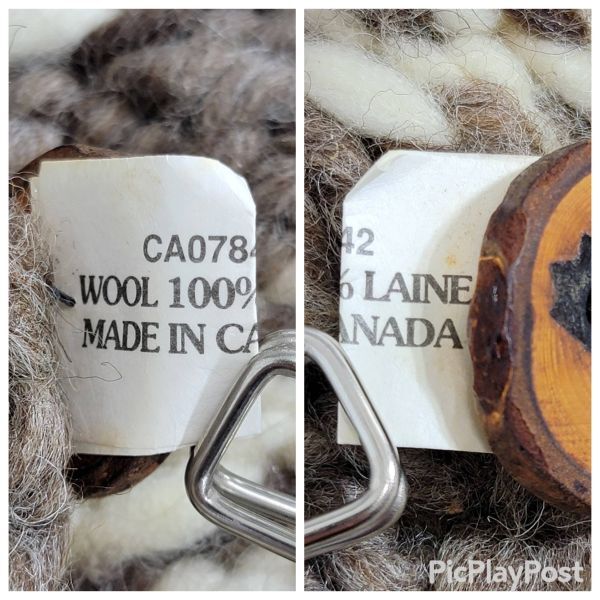 CA0784
WOOL 100%
MADE IN CA
42
% LAINE
ANADA
PicPlayPost